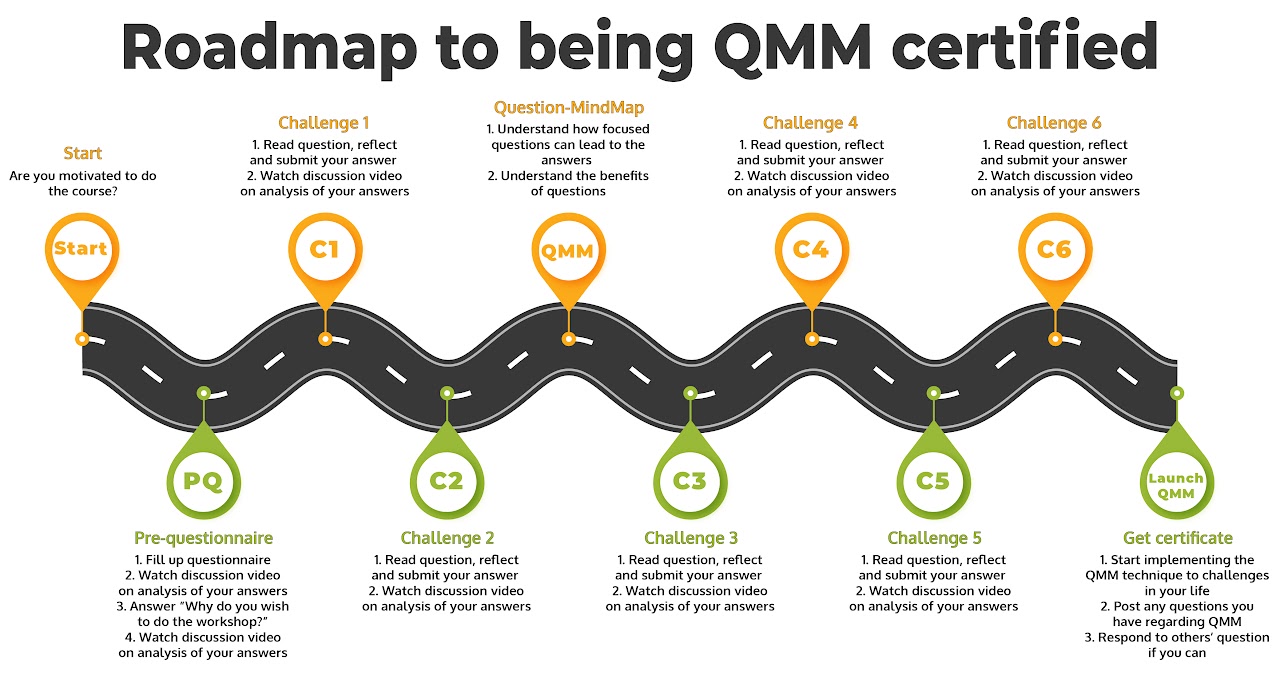 Roadmap to being QMM certified
Start
Are you motivated to do
the course?
Challenge 1
1. Read question, reflect
and submit your answer
2. Watch discussion video
on analysis of your answers
Question-MindMap
1. Understand how focused
questions can lead to the
answers
2. Understand the benefits
of questions
Challenge 4
1. Read question, reflect
and submit your answer
2. Watch discussion video
on analysis of your answers
Challenge 6
1. Read question, reflect
and submit your answer
2. Watch discussion video
on analysis of your answers
Start
C1
QMM
C4
C6
PQ
C2
C3
C5
Launch
QMM
Pre-questionnaire
1. Fill up questionnaire
2. Watch discussion video
on analysis of your answers
3. Answer "Why do you wish
to do the workshop?"
4. Watch discussion video
on analysis of your answers
Challenge 2
1. Read question, reflect
and submit your answer
2. Watch discussion video
on analysis of your answers
Challenge 3
1. Read question, reflect
and submit your answer
2. Watch discussion video
on analysis of your answers
Challenge 5
1. Read question, reflect
and submit your answer
2. Watch discussion video
on analysis of your answers
Get certificate
1. Start implementing the
QMM technique to challenges
in your life
2. Post any questions you
have regarding QMM
3. Respond to others' question
if you can